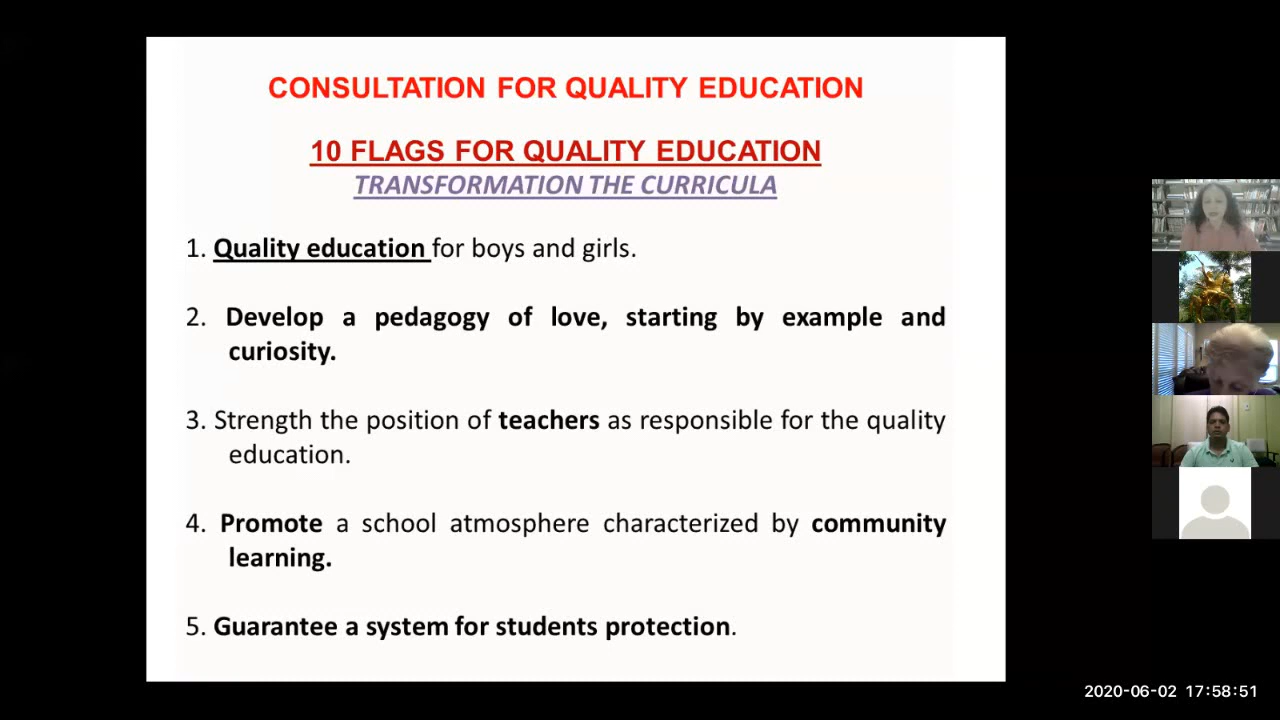 CONSULTATION FOR QUALITY EDUCATION
10 FLAGS FOR QUALITY EDUCATION
TRANSFORMATION THE CURRICULA
1. Quality education for boys and girls.
2. Develop a pedagogy of love, starting by example and
curiosity.
3. Strength the position of teachers as responsible for the quality
education.
4. Promote a school atmosphere characterized by community
learning.
5. Guarantee a system for students protection.
2020-06-02 17:58:51